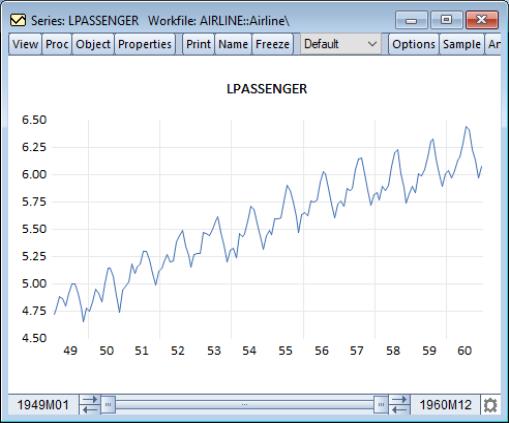 Series: LPASSENGER Workfile: AIRLINE::Airline\
View Proc Object Properties Print Name Freeze Default Options Sample
LPASSENGER
6.50
6.25
6.00
5.75
5.50
5.25
5.00
4.75
4.50
49 50 51 52 53 54 55 56 57 58 59 60
1949M01 1960M12